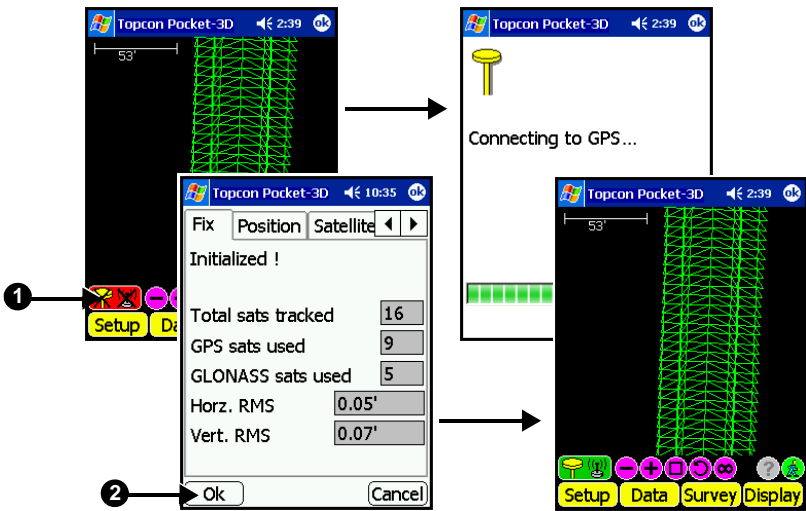 Topcon Pocket-3D 2:39 ok
53'
1
Setup Da
Topcon Pocket-3D 2:39 ok
Connecting to GPS...
Topcon Pocket-3D 10:35 ok
Fix Position Satellite
Initialized !
Total sats tracked 16
GPS sats used 9
GLONASS sats used 5
Horz. RMS 0.05'
Vert. RMS 0.07'
2
Ok Cancel
Topcon Pocket-3D 2:39 ok
53'
?
Setup Data Survey Display